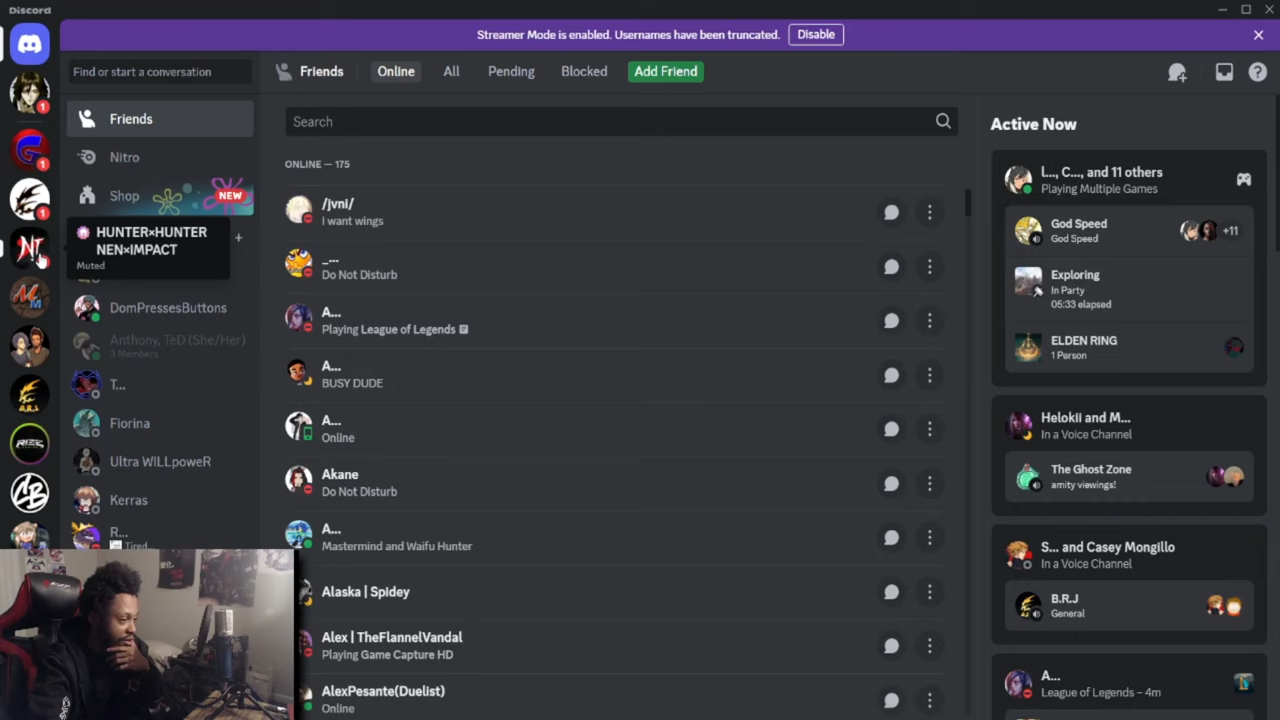 Discord
Streamer Mode is enabled. Usernames have been truncated.
Disable
Find or start a conversation
Friends
Online
All
Pending
Blocked
Add Friend
Friends
Nitro
Shop
NEW
HUNTER×HUNTER
NEN×IMPACT
Muted
DomPressesButtons
Anthony, TeD (She/Her)
3 Members
T...
Fiorina
Ultra WILLpoweR
Kerras
R...
Tired
1
1
1
Search
ONLINE — 175
/jvni/
I want wings
_...
Do Not Disturb
A...
Playing League of Legends
A...
BUSY DUDE
A...
Online
Akane
Do Not Disturb
A...
Mastermind and Waifu Hunter
Alaska | Spidey
Alex | TheFlannelVandal
Playing Game Capture HD
AlexPesante(Duelist)
Online
Active Now
l..., C..., and 11 others
Playing Multiple Games
God Speed
God Speed
+11
Exploring
In Party
05:33 elapsed
ELDEN RING
1 Person
Helokii and M...
In a Voice Channel
The Ghost Zone
amity viewings!
S... and Casey Mongillo
In a Voice Channel
B.R.J
General
A...
League of Legends – 4m